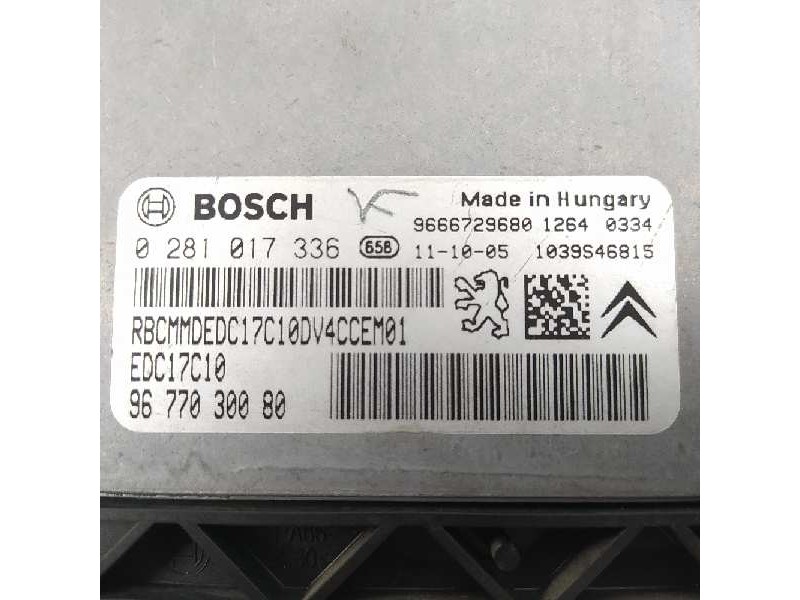 BOSCH Made in Hungary
9666729680 1264 0334
0 281 017 336 658 11-10-05 1039S46815
RBCMMDEDC17C10DV4CCEM01
EDC17C10
96 770 300 80